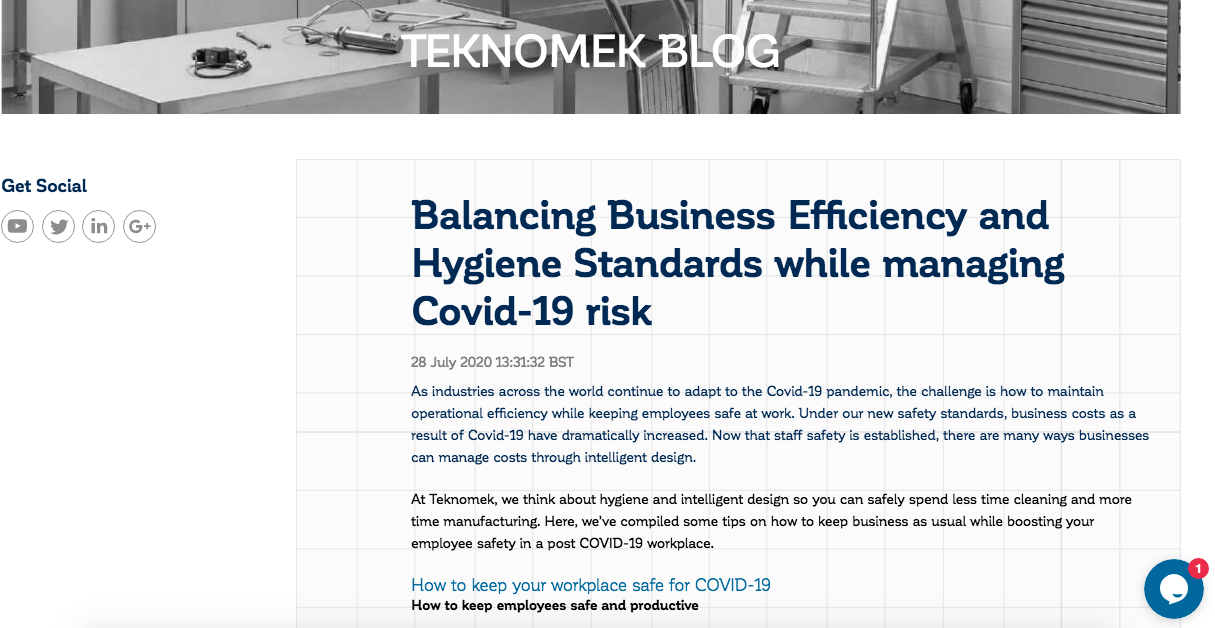 TEKNOMEK BLOG
Get Social
G+
in
Balancing Business Efficiency and
Hygiene Standards while managing
Covid-19 risk
28 July 2020 13:31:32 BST
As industries across the world continue to adapt to the Covid-19 pandemic, the challenge is how to maintain
operational efficiency while keeping employees safe at work. Under our new safety standards, business costs as a
result of Covid-19 have dramatically increased. Now that staff safety is established, there are many ways businesses
can manage costs through intelligent design.
At Teknomek, we think about hygiene and intelligent design so you can safely spend less time cleaning and more
time manufacturing. Here, we've compiled some tips on how to keep business as usual while boosting your
employee safety in a post COVID-19 workplace.
How to keep your workplace safe for COVID-19
How to keep employees safe and productive
1